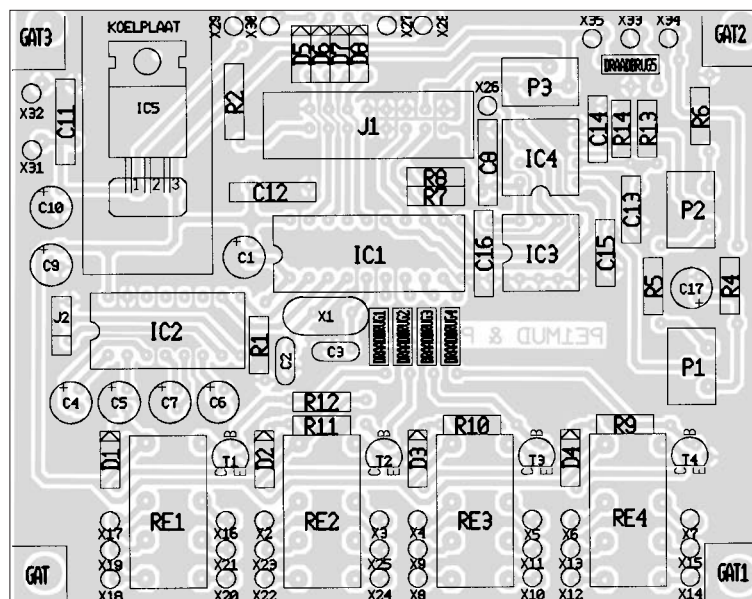 GAT3
KOELPLAAT
X29
X30
X27
X28
X35
X33
X34
GAT2
D5
D6
D7
D8
DRAADBRUG5
P3
X26
X32
C11
IC5
R2
J1
C8
C14
R14
R13
R6
X31
IC4
1 2 3
R8
R7
C12
C10
C13
P2
C16
C15
IC3
IC1
C1
C9
R5
C17
R4
J2
IC2
R1
X1
C2
C3
DRAADBRUG1
DRAADBRUG2
DRAADBRUG3
DRAADBRUG4
PE1MUD & P
P1
C4
C5
C7
C6
R12
R11
R10
R9
D1
RE1
C
B
E
T1
D2
RE2
C
B
E
T2
D3
RE3
C
B
E
T3
D4
RE4
C
B
E
T4
X17
X16
X2
X3
X4
X5
X6
X7
X19
X21
X23
X25
X9
X11
X13
X15
X18
X20
X22
X24
X8
X10
X12
X14
GAT
GAT1